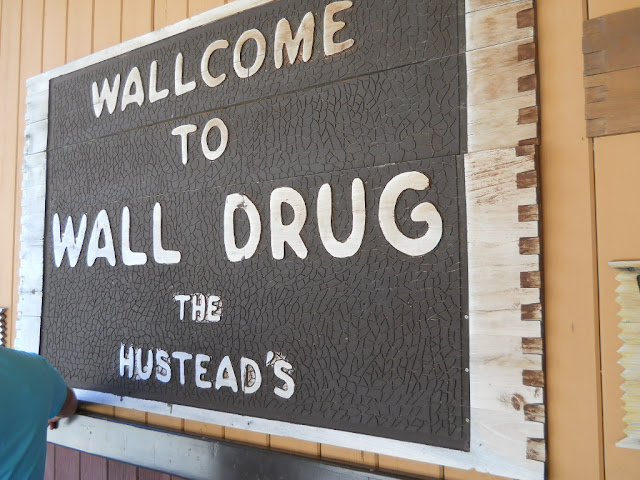 WALLCOME
TO
WALL DRUG
THE
HUSTEAD'S